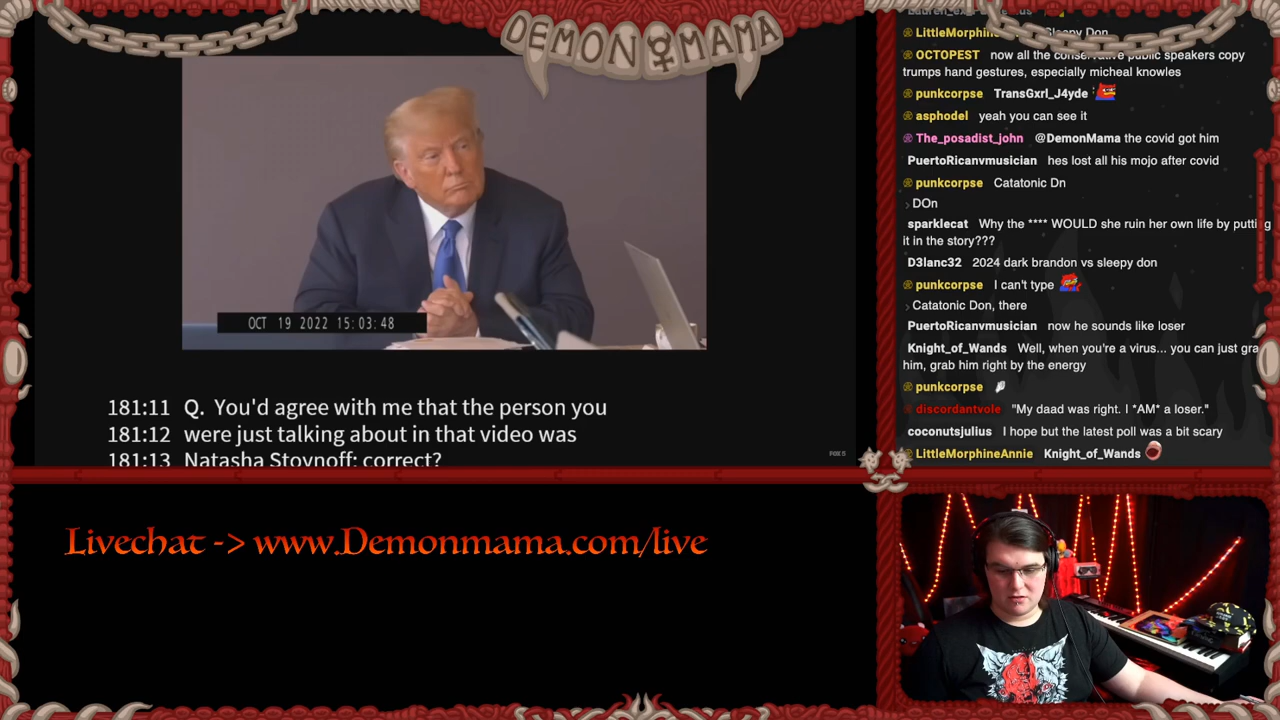 DEMON MAMA
OCT 19 2022 15:03:48
181:11 Q. You'd agree with me that the person you
181:12 were just talking about in that video was
181:13 Natasha Stoynoff; correct?
FOX 5
Livechat -> www.Demonmama.com/live
Sleepy Don
OCTOPEST now all the conservative public speakers copy
trumps hand gestures, especially micheal knowles
punkcorpse TransGxrl_J4yde
asphodel yeah you can see it
The_posadist_john @DemonMama the covid got him
PuertoRicanvmusician hes lost all his mojo after covid
punkcorpse Catatonic Dn
DOn
sparklecat Why the **** WOULD she ruin her own life by putting
it in the story???
D3lanc32 2024 dark brandon vs sleepy don
punkcorpse I can't type
Catatonic Don, there
PuertoRicanvmusician now he sounds like loser
Knight_of_Wands Well, when you're a virus... you can just gra
him, grab him right by the energy
punkcorpse
discordantvole "My daad was right. I *AM* a loser."
coconutsjulius I hope but the latest poll was a bit scary
LittleMorphineAnnie Knight_of_Wands